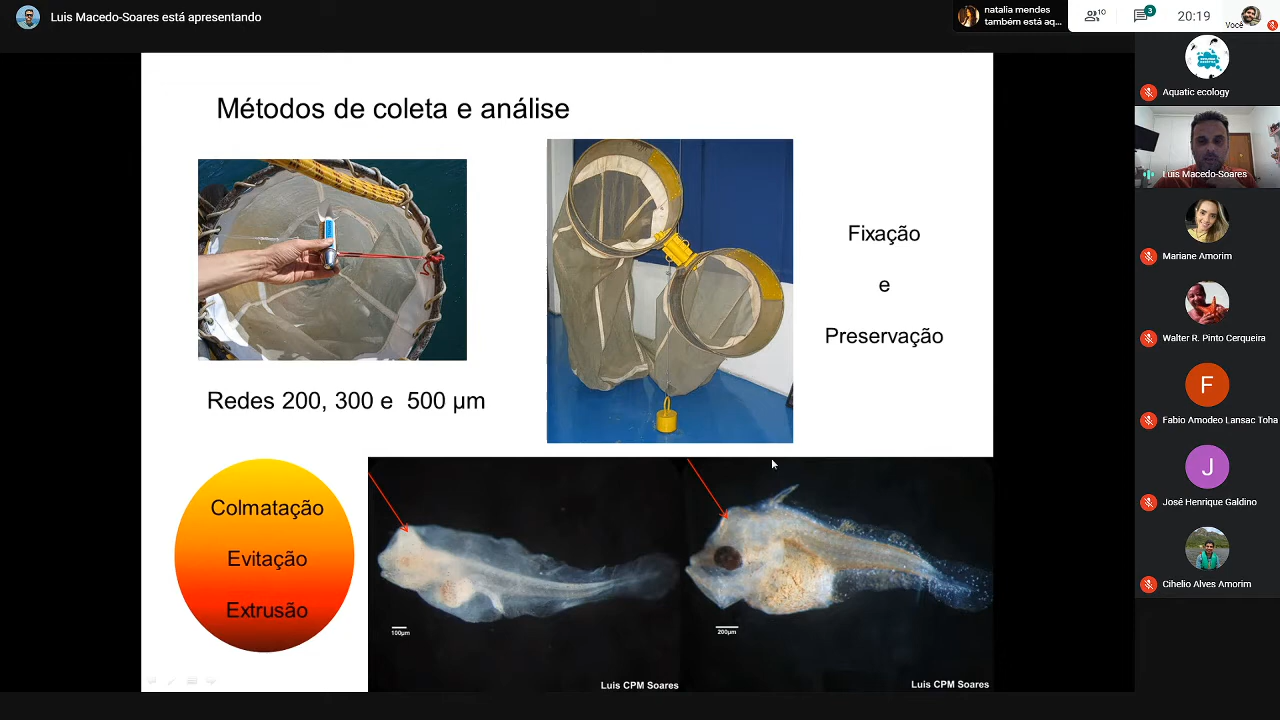 Luis Macedo-Soares está apresentando
natalia mendes
também está aq...
10
3
20:19
Você
Métodos de coleta e análise
Redes 200, 300 e 500 µm
Fixação
e
Preservação
Colmatação
Evitação
Extrusão
100µm
Luis CPM Soares
200µm
Luis CPM Soares
Aquatic ecology
Luis Macedo-Soares
Mariane Amorim
Walter R. Pinto Cerqueira
F
Fabio Amodeo Lansac Toha
J
José Henrique Galdino
Cihelio Alves Amorim